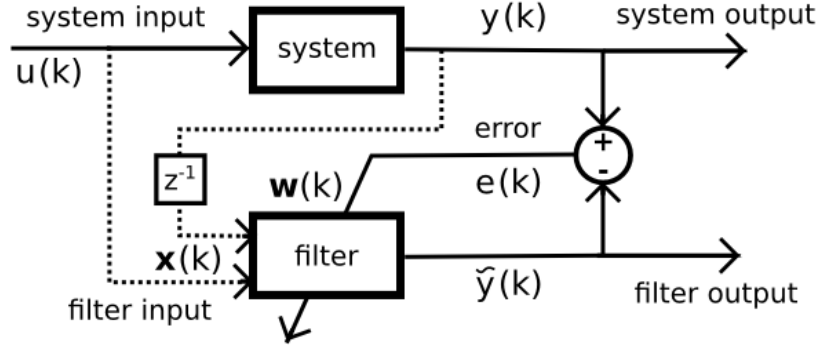 system input
system
y(k)
system output
u(k)
error
+
-
z⁻¹
w(k)
e(k)
x(k)
filter
filter input
ỹ(k)
filter output